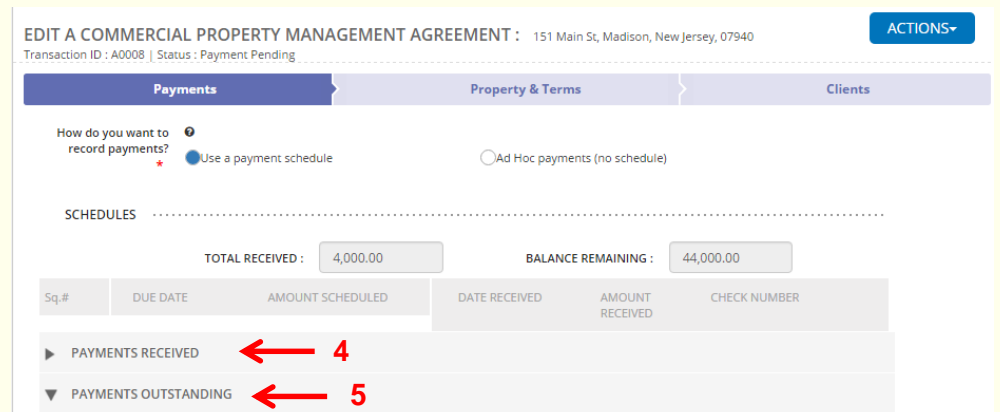 EDIT A COMMERCIAL PROPERTY MANAGEMENT AGREEMENT : 151 Main St, Madison, New Jersey, 07940
ACTIONS
Transaction ID : A0008 | Status : Payment Pending
Payments Property & Terms Clients
How do you want to
record payments?
*
Use a payment schedule Ad Hoc payments (no schedule)
SCHEDULES
TOTAL RECEIVED : 4,000.00 BALANCE REMAINING : 44,000.00
Sq.# DUE DATE AMOUNT SCHEDULED DATE RECEIVED AMOUNT CHECK NUMBER
RECEIVED
PAYMENTS RECEIVED 4
PAYMENTS OUTSTANDING 5